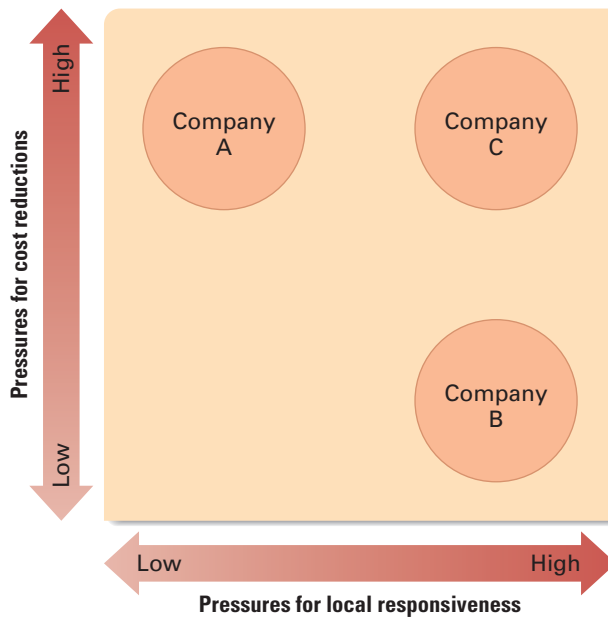 Pressures for cost reductions
High
Low
Company
A
Company
C
Company
B
Low
High
Pressures for local responsiveness